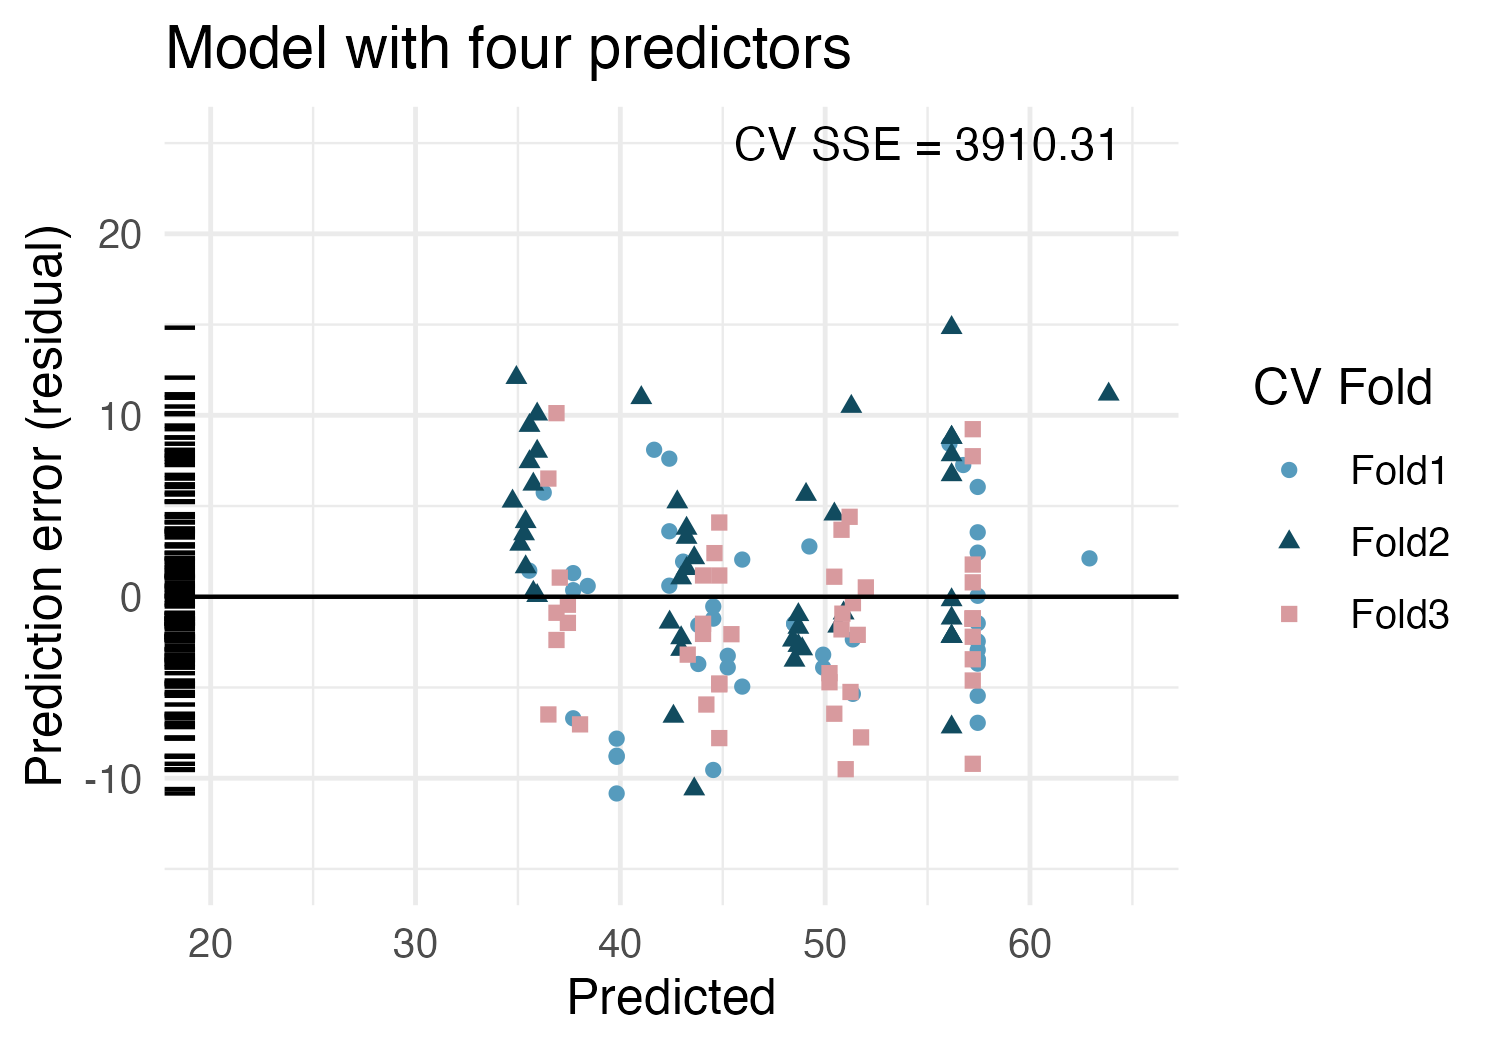 Model with four predictors
CV SSE = 3910.31
Prediction error (residual)
20
10
0
-10
20
30
40
50
60
Predicted
CV Fold
Fold1
Fold2
Fold3